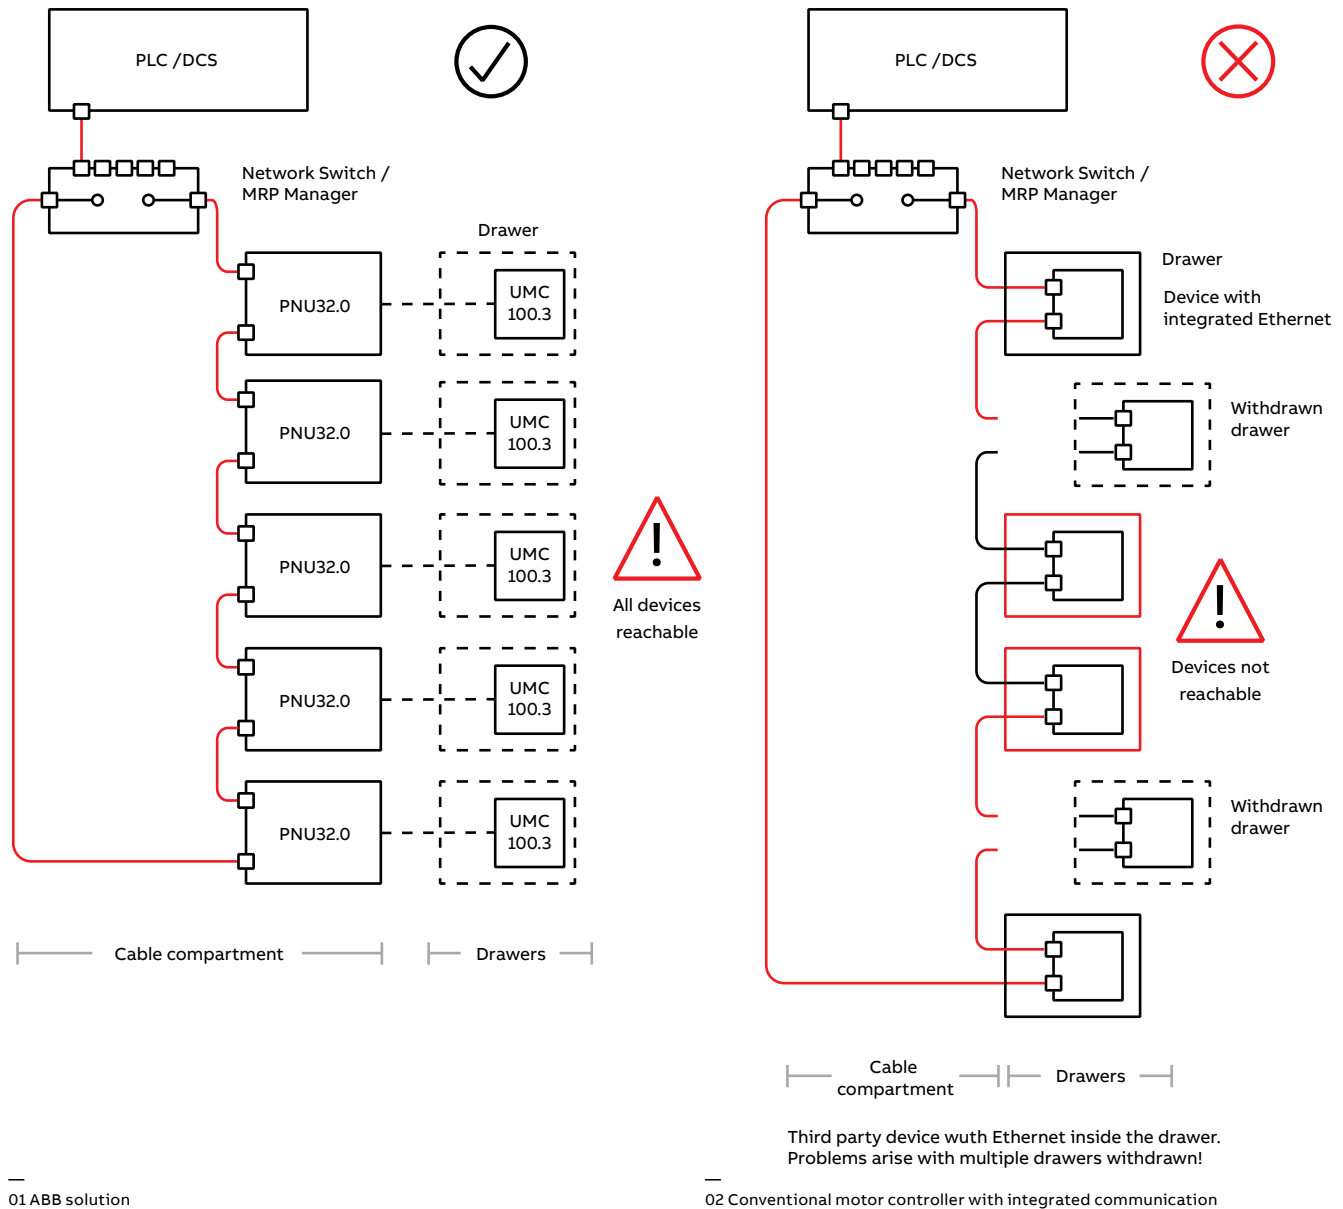 PLC /DCS
Network Switch /
MRP Manager
Drawer
PNU32.0
UMC
100.3
PNU32.0
UMC
100.3
PNU32.0
UMC
100.3
PNU32.0
UMC
100.3
PNU32.0
UMC
100.3
!
All devices
reachable
Cable compartment
Drawers
01 ABB solution
PLC /DCS
Network Switch /
MRP Manager
Drawer
Device with
integrated Ethernet
Withdrawn
drawer
!
Devices not
reachable
Withdrawn
drawer
Cable
compartment
Drawers
Third party device wuth Ethernet inside the drawer.
Problems arise with multiple drawers withdrawn!
02 Conventional motor controller with integrated communication